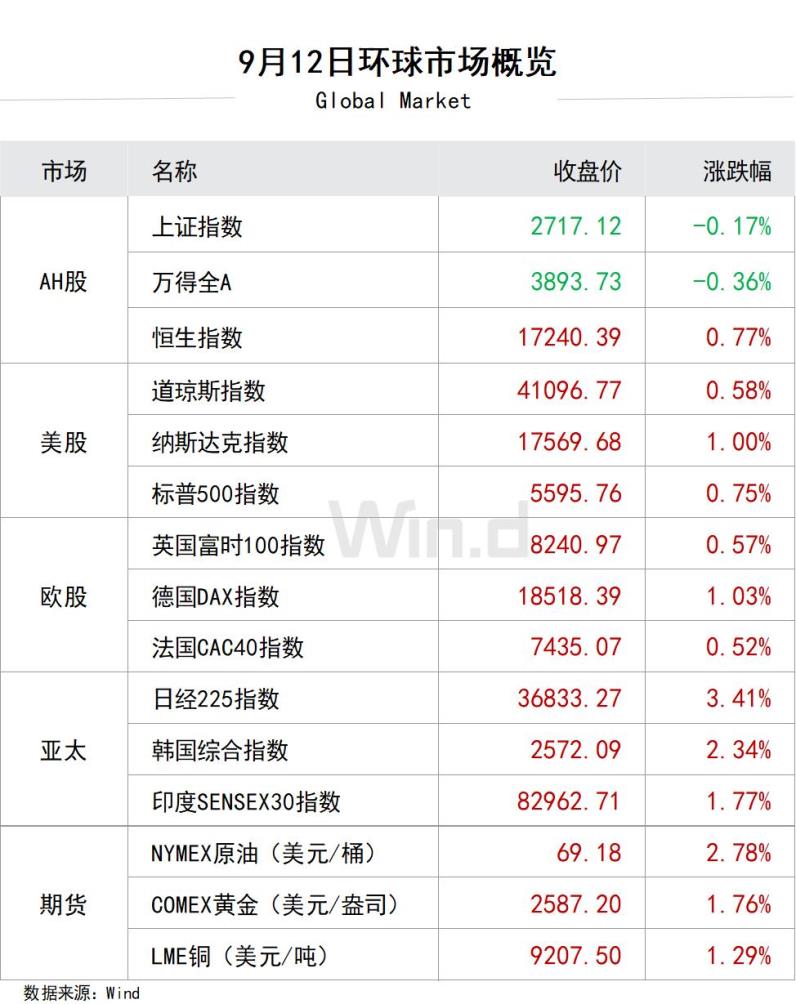 9月12日环球市场概览
Global Market
市场 名称 收盘价 涨跌幅
AH股
上证指数 2717.12 -0.17%
万得全A 3893.73 -0.36%
恒生指数 17240.39 0.77%
美股
道琼斯指数 41096.77 0.58%
纳斯达克指数 17569.68 1.00%
标普500指数 5595.76 0.75%
欧股
英国富时100指数 8240.97 0.57%
德国DAX指数 18518.39 1.03%
法国CAC40指数 7435.07 0.52%
亚太
日经225指数 36833.27 3.41%
韩国综合指数 2572.09 2.34%
印度SENSEX30指数 82962.71 1.77%
期货
NYMEX原油（美元/桶） 69.18 2.78%
COMEX黄金（美元/盎司） 2587.20 1.76%
LME铜（美元/吨） 9207.50 1.29%
Win.d
数据来源：Wind